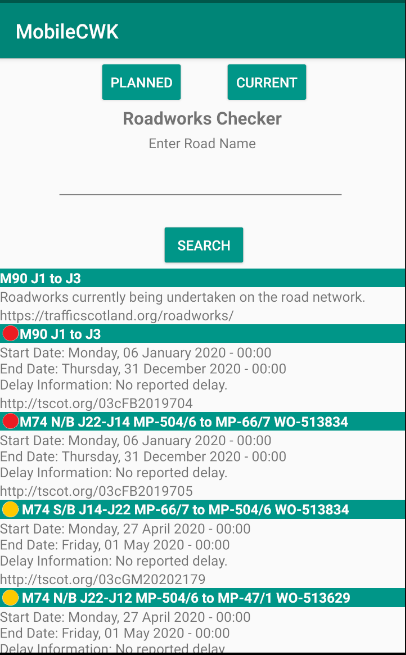 MobileCWK
PLANNED
CURRENT
Roadworks Checker
Enter Road Name
SEARCH
M90 J1 to J3
Roadworks currently being undertaken on the road network.
https://trafficscotland.org/roadworks/
M90 J1 to J3
Start Date: Monday, 06 January 2020 - 00:00
End Date: Thursday, 31 December 2020 - 00:00
Delay Information: No reported delay.
http://tscot.org/03cFB2019704
M74 N/B J22-J14 MP-504/6 to MP-66/7 WO-513834
Start Date: Monday, 06 January 2020 - 00:00
End Date: Thursday, 31 December 2020 - 00:00
Delay Information: No reported delay.
http://tscot.org/03cFB2019705
M74 S/B J14-J22 MP-66/7 to MP-504/6 WO-513834
Start Date: Monday, 27 April 2020 - 00:00
End Date: Friday, 01 May 2020 - 00:00
Delay Information: No reported delay.
http://tscot.org/03cGM20202179
M74 N/B J22-J12 MP-504/6 to MP-47/1 WO-513629
Start Date: Monday, 27 April 2020 - 00:00
End Date: Friday, 01 May 2020 - 00:00
Delay Information: No reported delay.